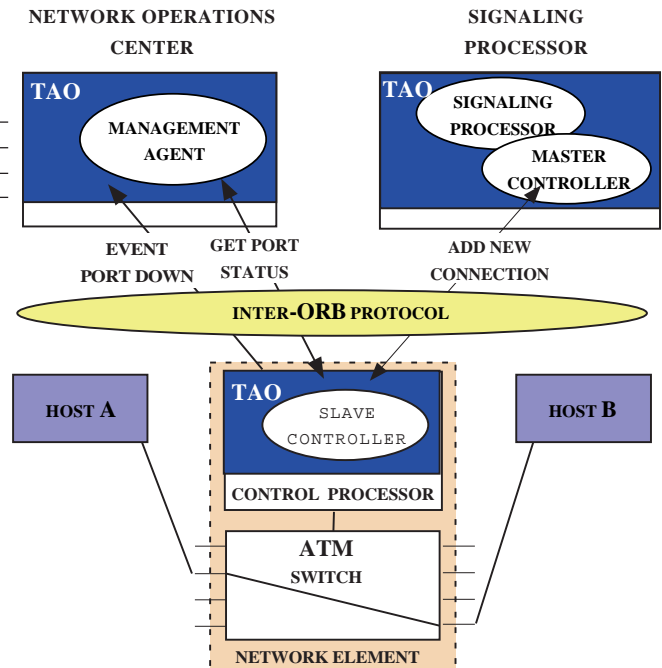 NETWORK OPERATIONS
CENTER
SIGNALING
PROCESSOR
TAO
MANAGEMENT
AGENT
TAO
SIGNALING
PROCESSOR
MASTER
CONTROLLER
EVENT
PORT DOWN
GET PORT
STATUS
ADD NEW
CONNECTION
INTER-ORB PROTOCOL
HOST A
TAO
SLAVE
CONTROLLER
HOST B
CONTROL PROCESSOR
ATM
SWITCH
NETWORK ELEMENT